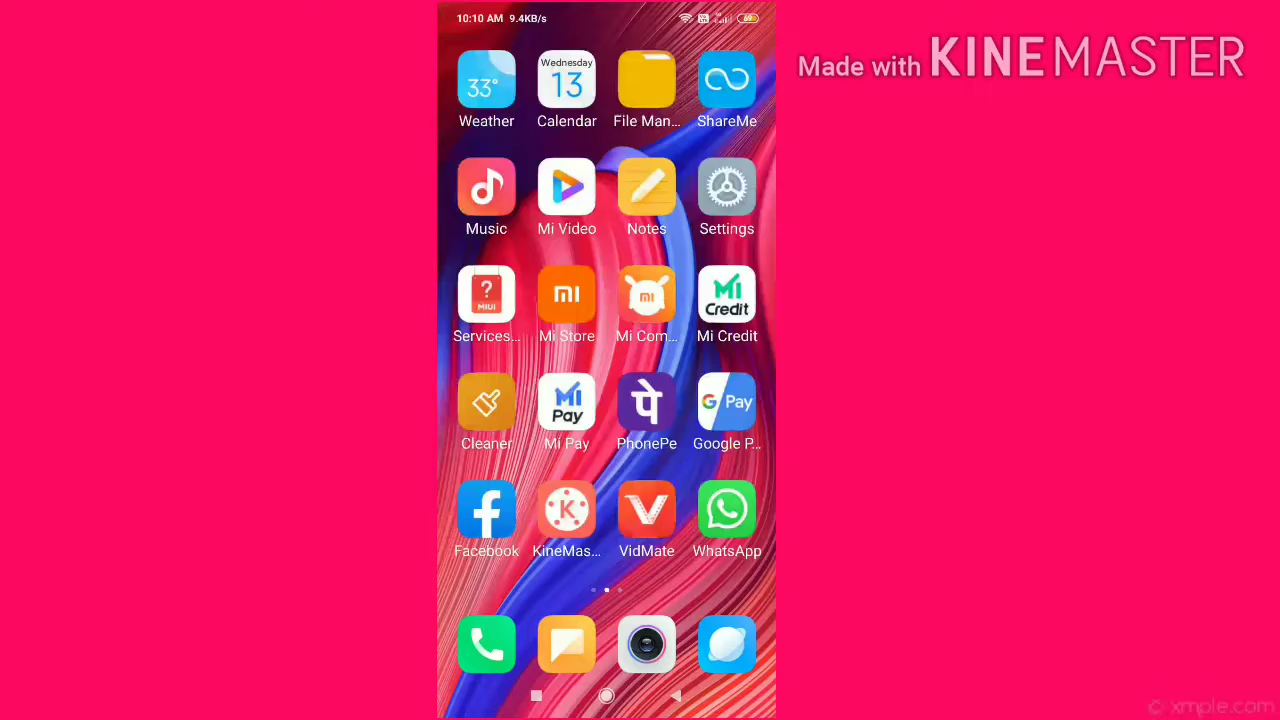 10:10 AM 9.4KB/s
69
Made with KINEMASTER
33°
Wednesday
13
Weather Calendar File Man... ShareMe
Music Mi Video Notes Settings
?
MIUI
mi
mi
Mi
Credit
Services... Mi Store Mi Com... Mi Credit
Mi
Pay
पे
G Pay
Cleaner Mi Pay PhonePe Google P...
f
K
Facebook KineMas... VidMate WhatsApp
© xmple.com